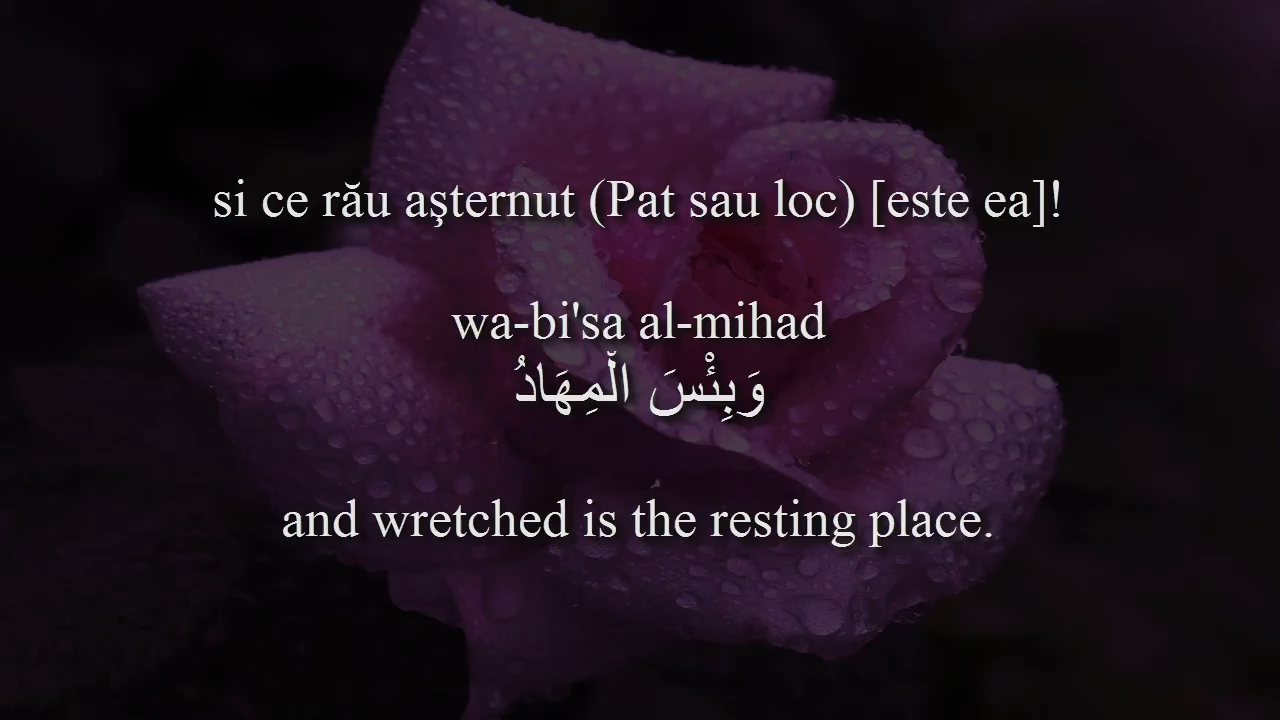 si ce rău aşternut (Pat sau loc) [este ea]!
wa-bi'sa al-mihad
وَبِئْسَ الْمِهَادُ
and wretched is the resting place.